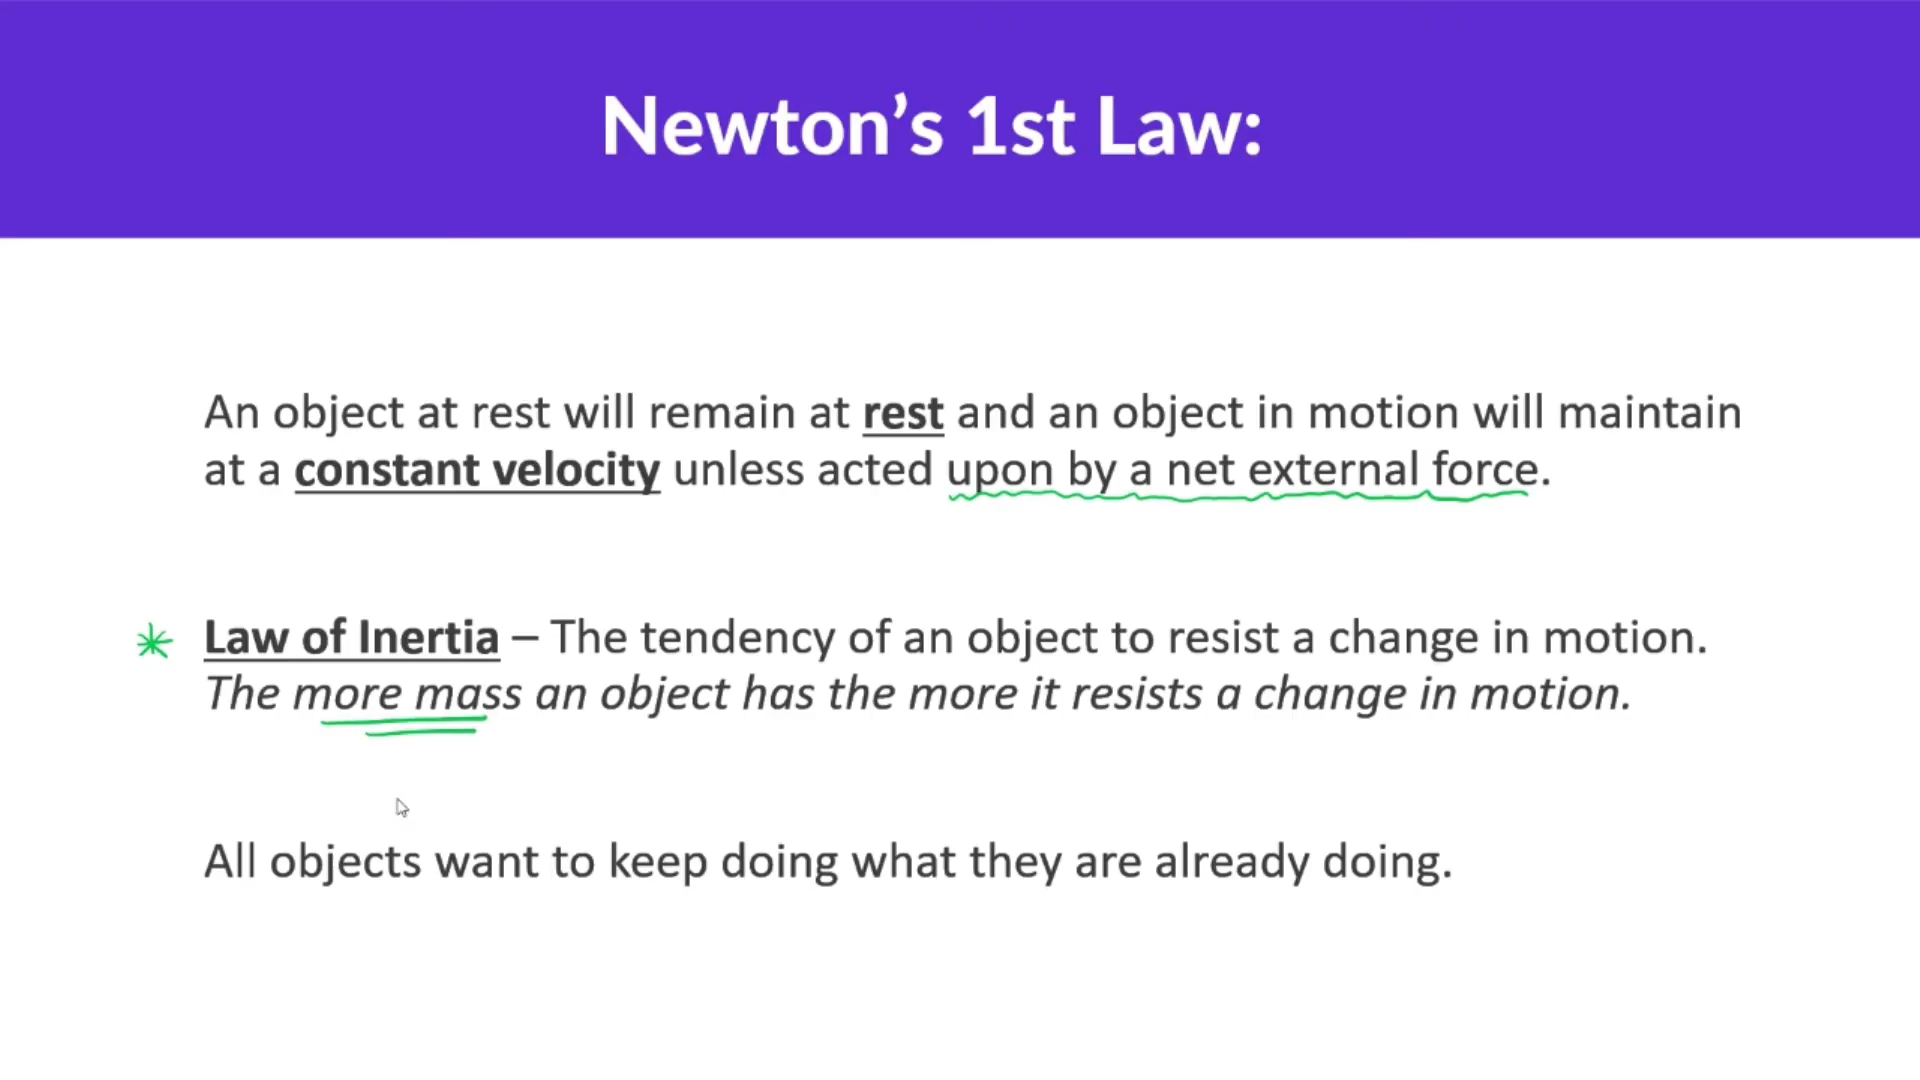 Newton’s 1st Law:
An object at rest will remain at rest and an object in motion will maintain
at a constant velocity unless acted upon by a net external force.
Law of Inertia – The tendency of an object to resist a change in motion.
The more mass an object has the more it resists a change in motion.
All objects want to keep doing what they are already doing.